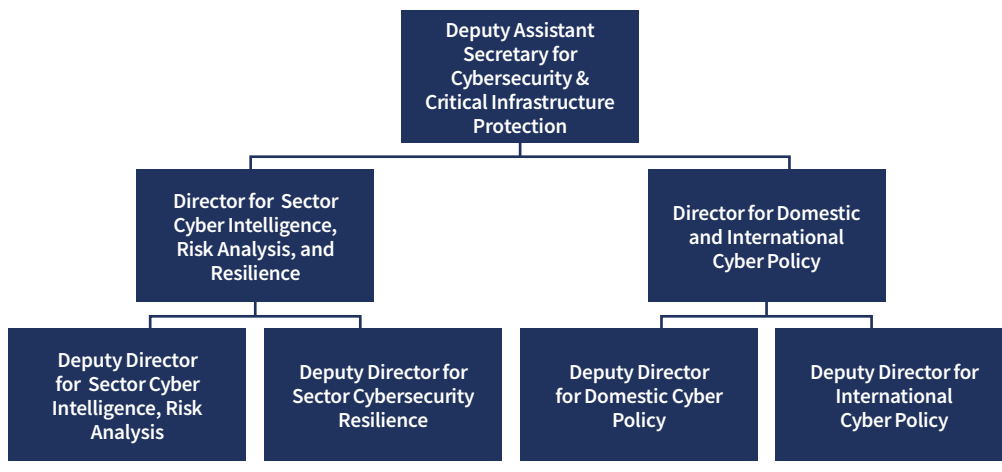 Deputy Assistant
Secretary for
Cybersecurity &
Critical Infrastructure
Protection
Director for Sector
Cyber Intelligence,
Risk Analysis, and
Resilience
Director for Domestic
and International
Cyber Policy
Deputy Director
for Sector Cyber
Intelligence, Risk
Analysis
Deputy Director for
Sector Cybersecurity
Resilience
Deputy Director
for Domestic Cyber
Policy
Deputy Director for
International
Cyber Policy